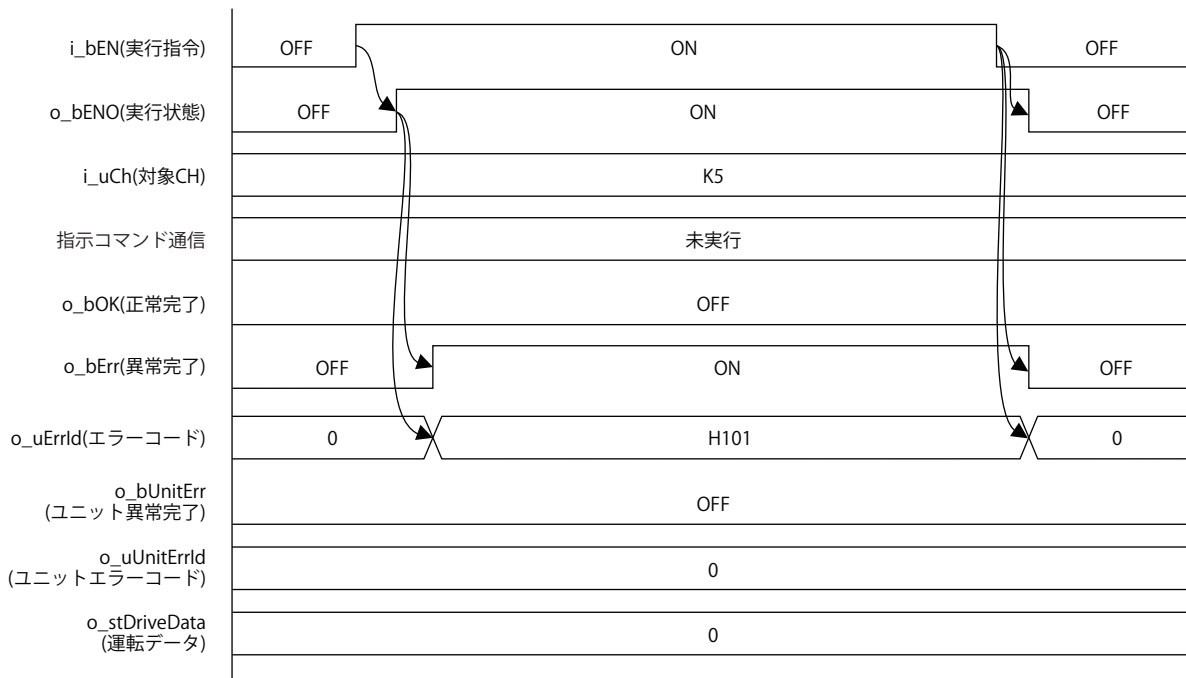 i_bEN(実行指令)
OFF
ON
OFF
o_bENO(実行状態)
OFF
ON
OFF
i_uCh(対象CH)
K5
指示コマンド通信
未実行
o_bOK(正常完了)
OFF
o_bErr(異常完了)
OFF
ON
OFF
o_uErrId(エラーコード)
0
H101
0
o_bUnitErr
(ユニット異常完了)
OFF
o_uUnitErrId
(ユニットエラーコード)
0
o_stDriveData
(運転データ)
0